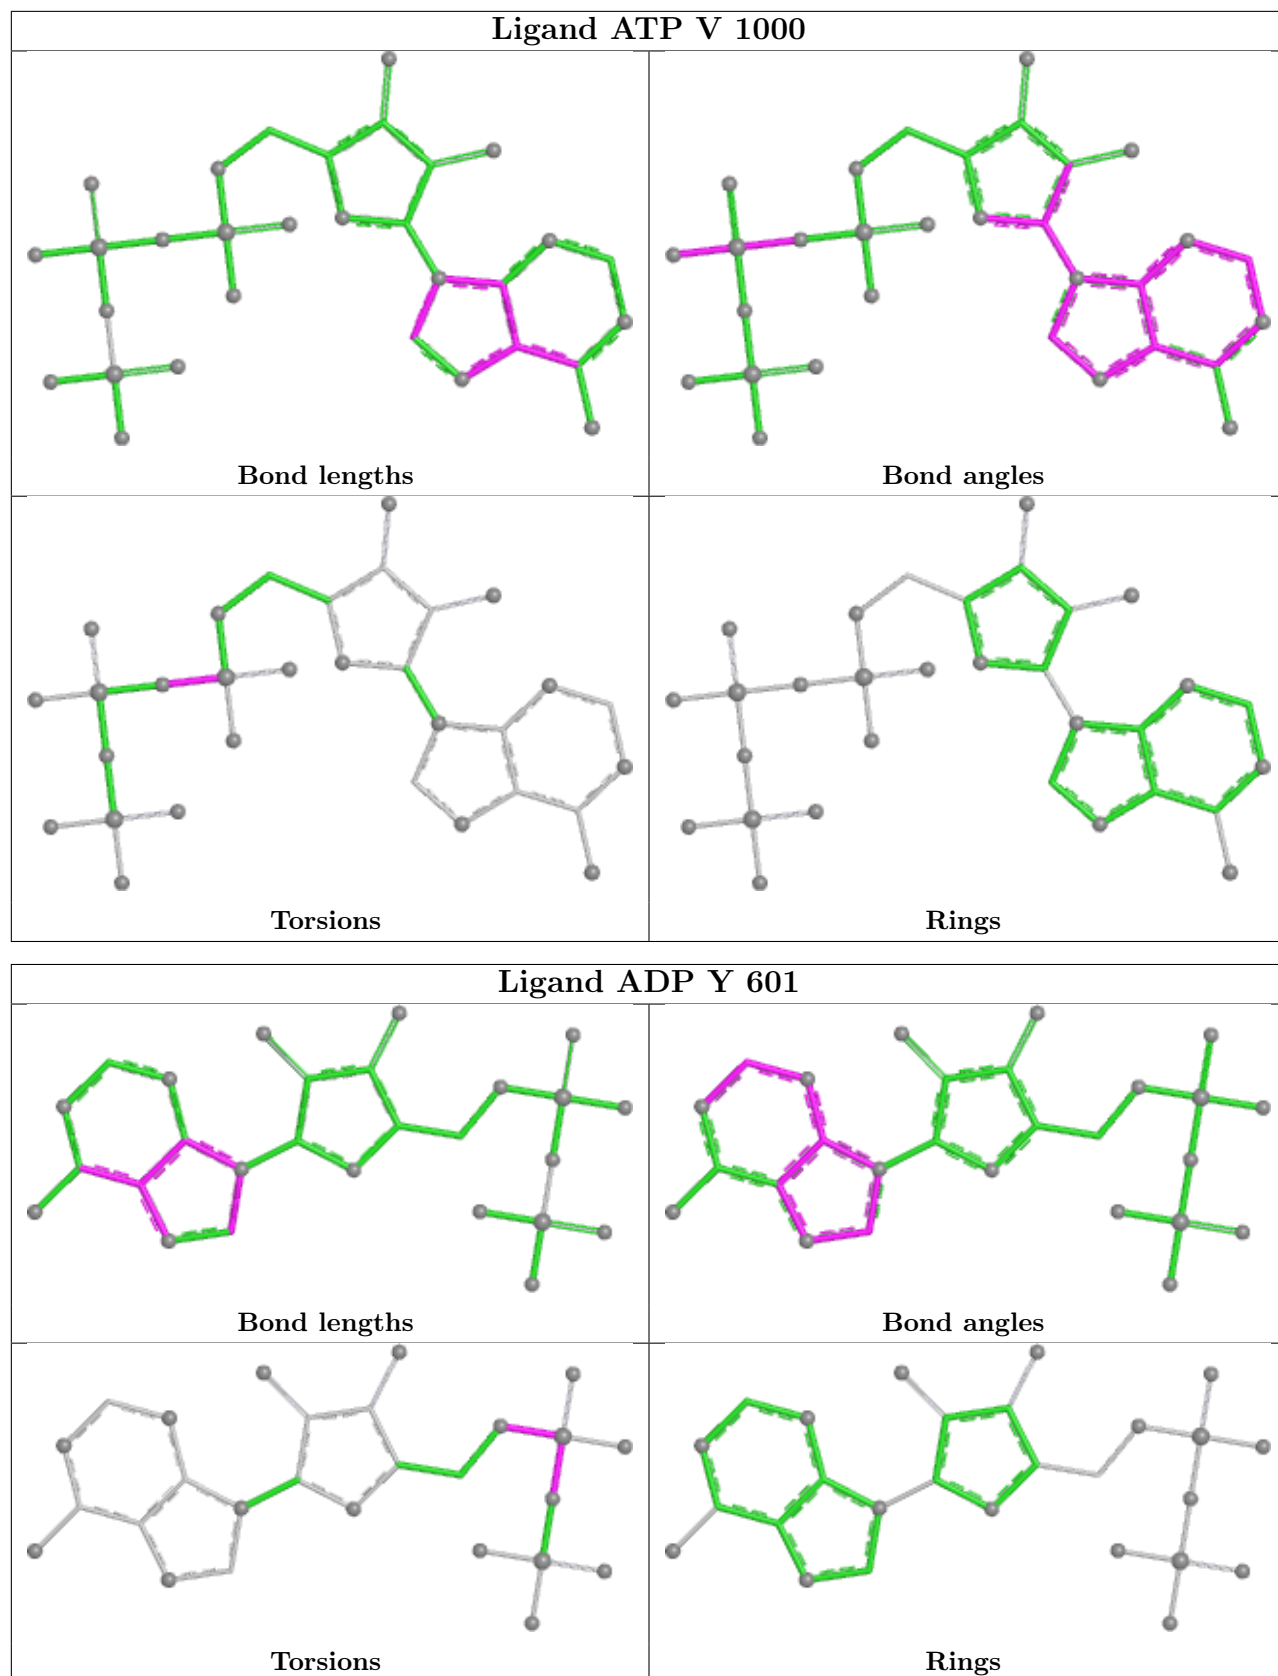 Ligand ATP V 1000
Bond lengths
Bond angles
Torsions
Rings
Ligand ADP Y 601
Bond lengths
Bond angles
Torsions
Rings